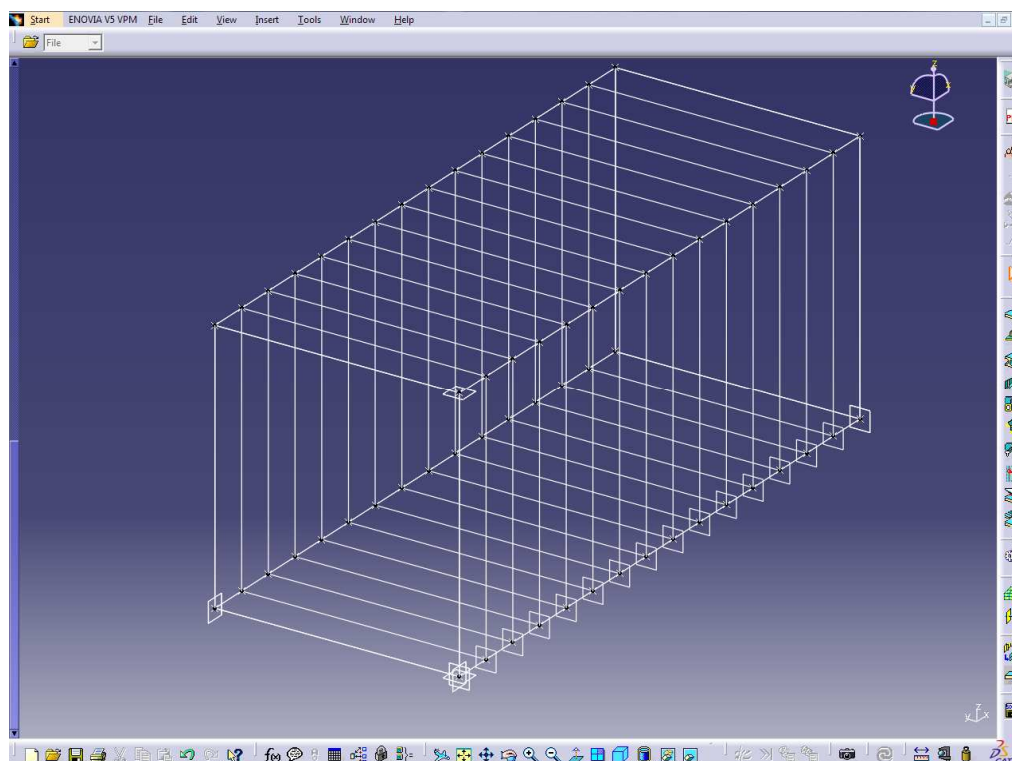 Start ENOVIA V5 VPM File Edit View Insert Tools Window Help
File
z
y x
z
y x
f(x)